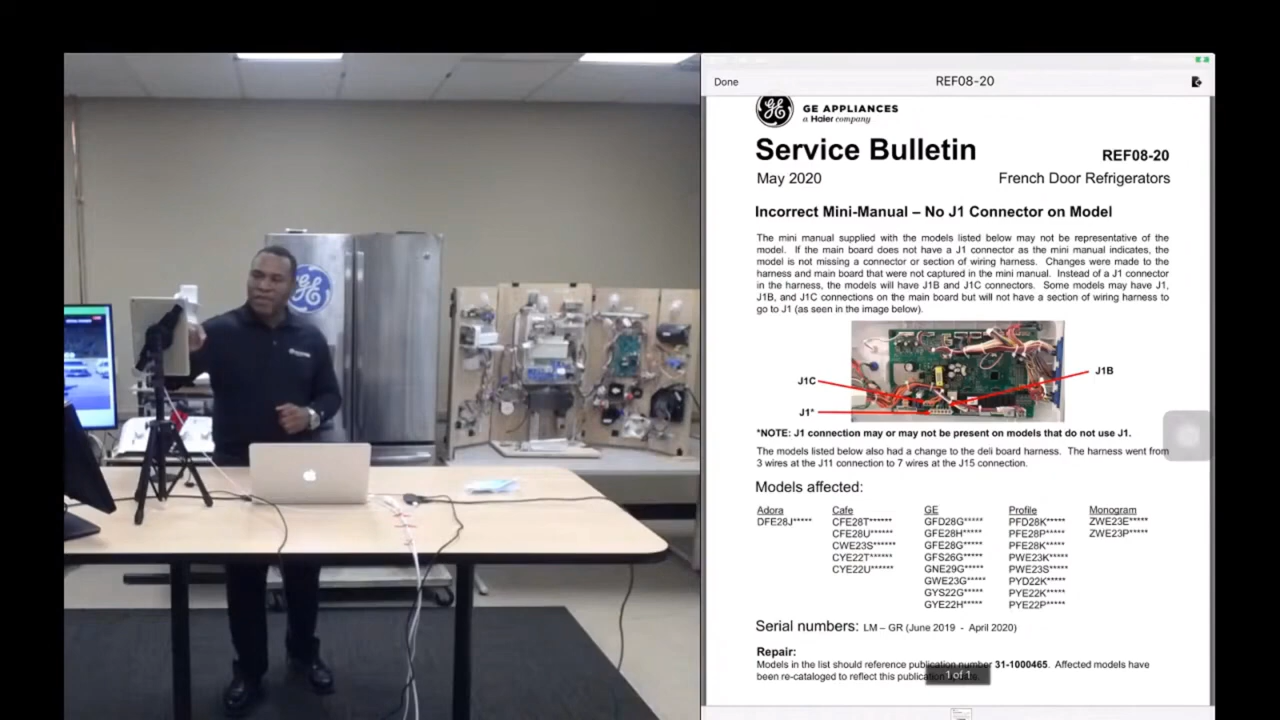 Done
REF08-20
GE APPLIANCES
a Haier company
Service Bulletin
REF08-20
May 2020
French Door Refrigerators
Incorrect Mini-Manual – No J1 Connector on Model
The mini manual supplied with the models listed below may not be representative of the
model. If the main board does not have a J1 connector as the mini manual indicates, the
model is not missing a connector or section of wiring harness. Changes were made to the
harness and main board that were not captured in the mini manual. Instead of a J1 connector
in the harness, the models will have J1B and J1C connectors. Some models may have J1,
J1B, and J1C connections on the main board but will not have a section of wiring harness to
go to J1 (as seen in the image below).
J1C
J1B
J1*
*NOTE: J1 connection may or may not be present on models that do not use J1.
The models listed below also had a change to the deli board harness. The harness went from
3 wires at the J11 connection to 7 wires at the J15 connection.
Models affected:
Adora
DFE28J*****
Cafe
CFE28T******
CFE28U******
CWE23S******
CYE22T******
CYE22U******
GE
GFD28G*****
GFE28H*****
GFE28G*****
GFS26G*****
GNE29G*****
GWE23G*****
GYS22G*****
GYE22H*****
Profile
PFD28K*****
PFE28P*****
PFE28K*****
PWE23K*****
PWE23S*****
PYD22K*****
PYE22K*****
PYE22P*****
Monogram
ZWE23E*****
ZWE23P*****
Serial numbers: LM – GR (June 2019 - April 2020)
Repair:
Models in the list should reference publication number 31-1000465. Affected models have
been re-cataloged to reflect this publication
1 of 1
GE